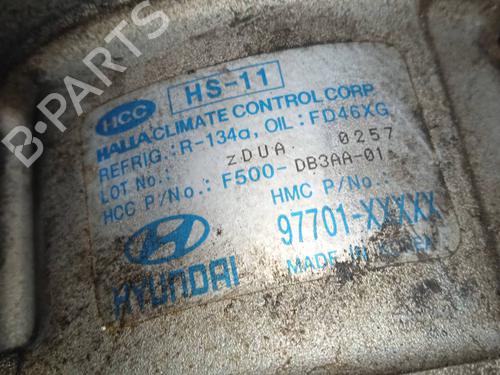 HCC HS-11
HALLA CLIMATE CONTROL CORP.
REFRIG.: R-134a, OIL: FD46XG
LOT No.: ZDUA 0257
HCC P/No.: F500-DB3AA-01
HMC P/No.:
97701-XXXXX
HYUNDAI
MADE IN KOREA
B-PARTS